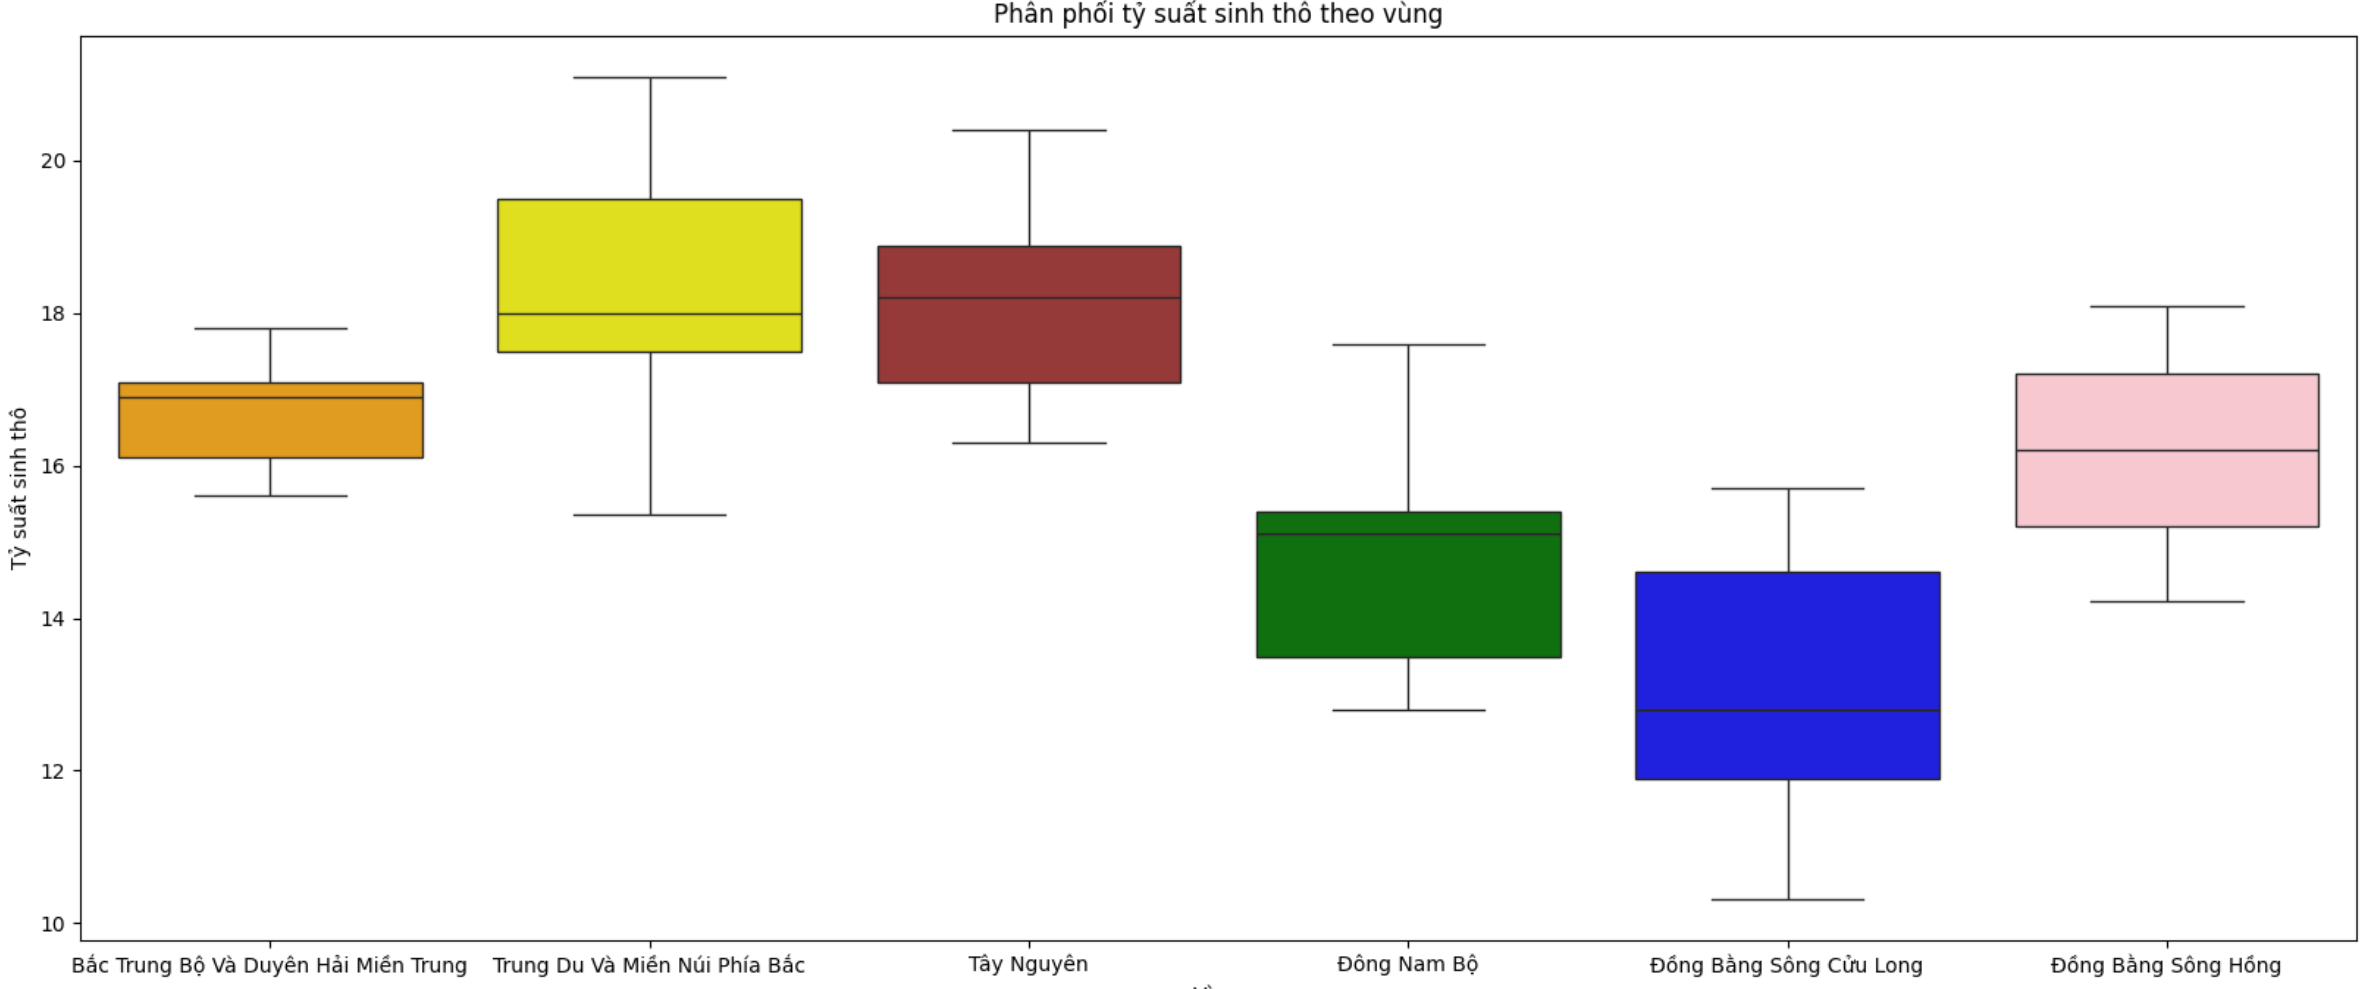 Phân phối tỷ suất sinh thô theo vùng
Tỷ suất sinh thô
20
18
16
14
12
10
Bắc Trung Bộ Và Duyên Hải Miền Trung
Trung Du Và Miền Núi Phía Bắc
Tây Nguyên
Đông Nam Bộ
Đồng Bằng Sông Cửu Long
Đồng Bằng Sông Hồng